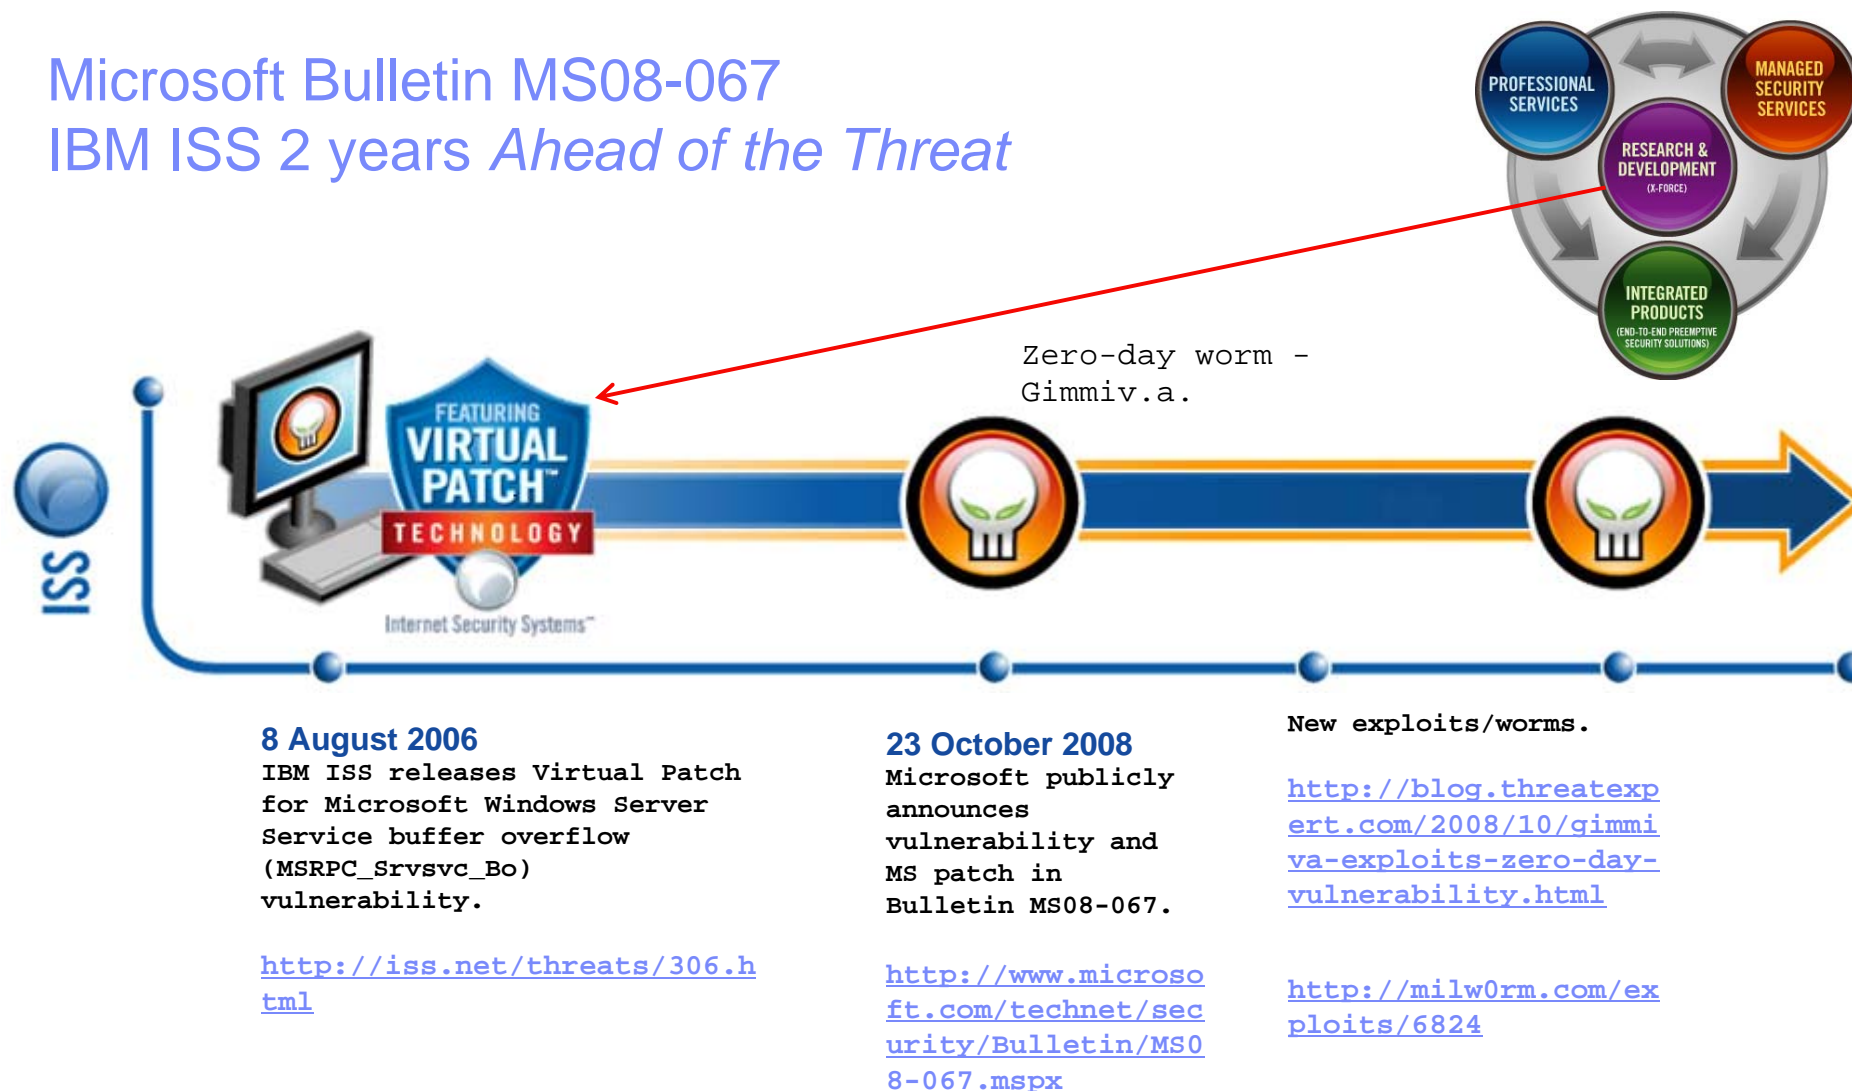 Microsoft Bulletin MS08-067
IBM ISS 2 years Ahead of the Threat
PROFESSIONAL
SERVICES
MANAGED
SECURITY
SERVICES
RESEARCH &
DEVELOPMENT
(X-FORCE)
INTEGRATED
PRODUCTS
(END-TO-END PREEMPTIVE
SECURITY SOLUTIONS)
Zero-day worm -
Gimmiv.a.
ISS
FEATURING
VIRTUAL
PATCH™
TECHNOLOGY
Internet Security Systems™
8 August 2006
IBM ISS releases Virtual Patch
for Microsoft Windows Server
Service buffer overflow
(MSRPC_Srvsvc_Bo)
vulnerability.
http://iss.net/threats/306.h
tml
23 October 2008
Microsoft publicly
announces
vulnerability and
MS patch in
Bulletin MS08-067.
http://www.microso
ft.com/technet/sec
urity/Bulletin/MS0
8-067.mspx
New exploits/worms.
http://blog.threatexp
ert.com/2008/10/gimmi
va-exploits-zero-day-
vulnerability.html
http://milw0rm.com/ex
ploits/6824